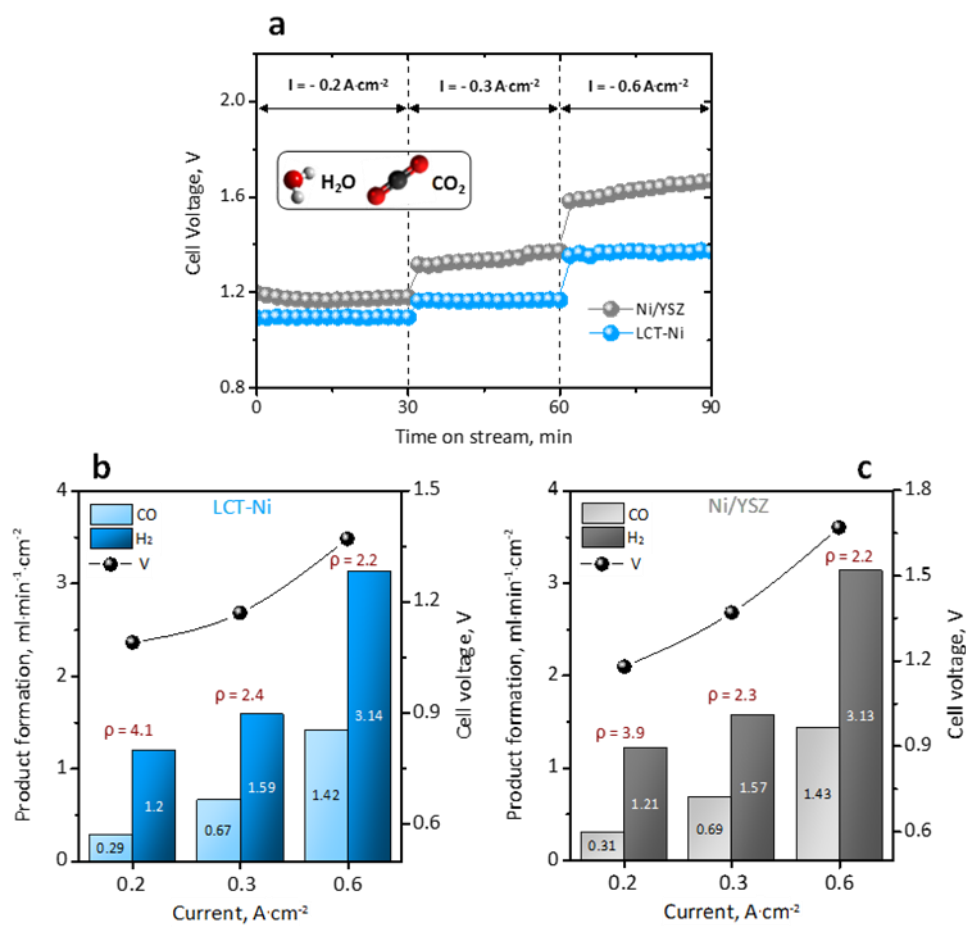 a
I = - 0.2 A·cm⁻²
I = - 0.3 A·cm⁻²
I = - 0.6 A·cm⁻²
2.0
1.6
1.2
0.8
Cell Voltage, V
H₂O
CO₂
Ni/YSZ
LCT-Ni
0
30
60
90
Time on stream, min
b
LCT-Ni
CO
H₂
V
4
3
2
1
0
Product formation, ml·min⁻¹·cm⁻²
1.5
1.2
0.9
0.6
Cell voltage, V
ρ = 4.1
ρ = 2.4
ρ = 2.2
0.29
1.2
0.67
1.59
1.42
3.14
0.2
0.3
0.6
Current, A·cm⁻²
c
Ni/YSZ
CO
H₂
V
4
3
2
1
0
Product formation, ml·min⁻¹·cm⁻²
1.8
1.5
1.2
0.9
0.6
Cell voltage, V
ρ = 3.9
ρ = 2.3
ρ = 2.2
0.31
1.21
0.69
1.57
1.43
3.13
0.2
0.3
0.6
Current, A·cm⁻²